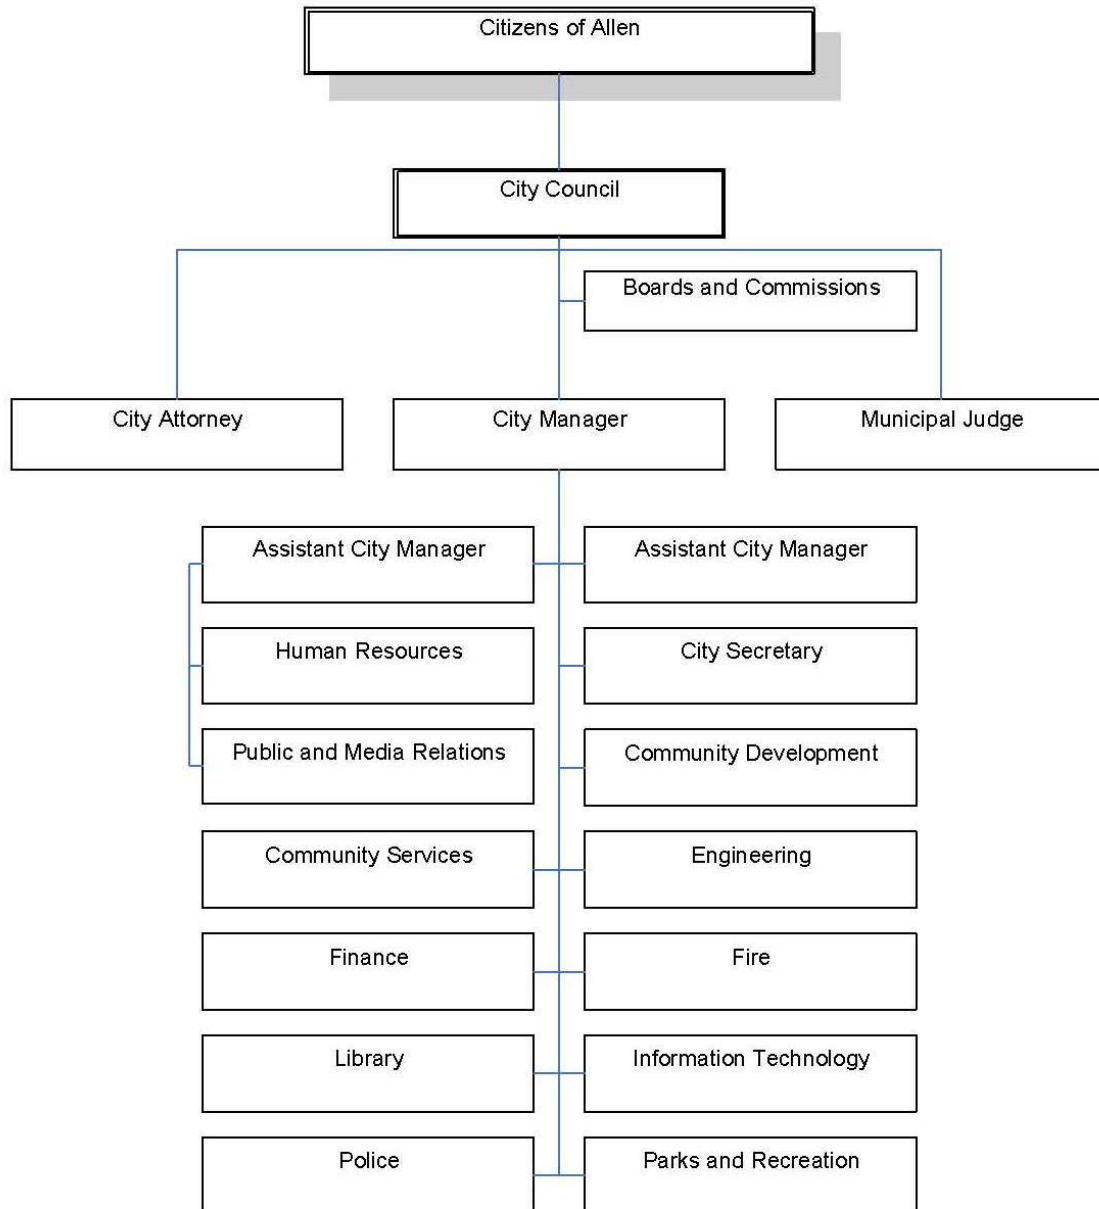 Citizens of Allen
City Council
Boards and Commissions
City Attorney
City Manager
Municipal Judge
Assistant City Manager
Assistant City Manager
Human Resources
City Secretary
Public and Media Relations
Community Development
Community Services
Engineering
Finance
Fire
Library
Information Technology
Police
Parks and Recreation